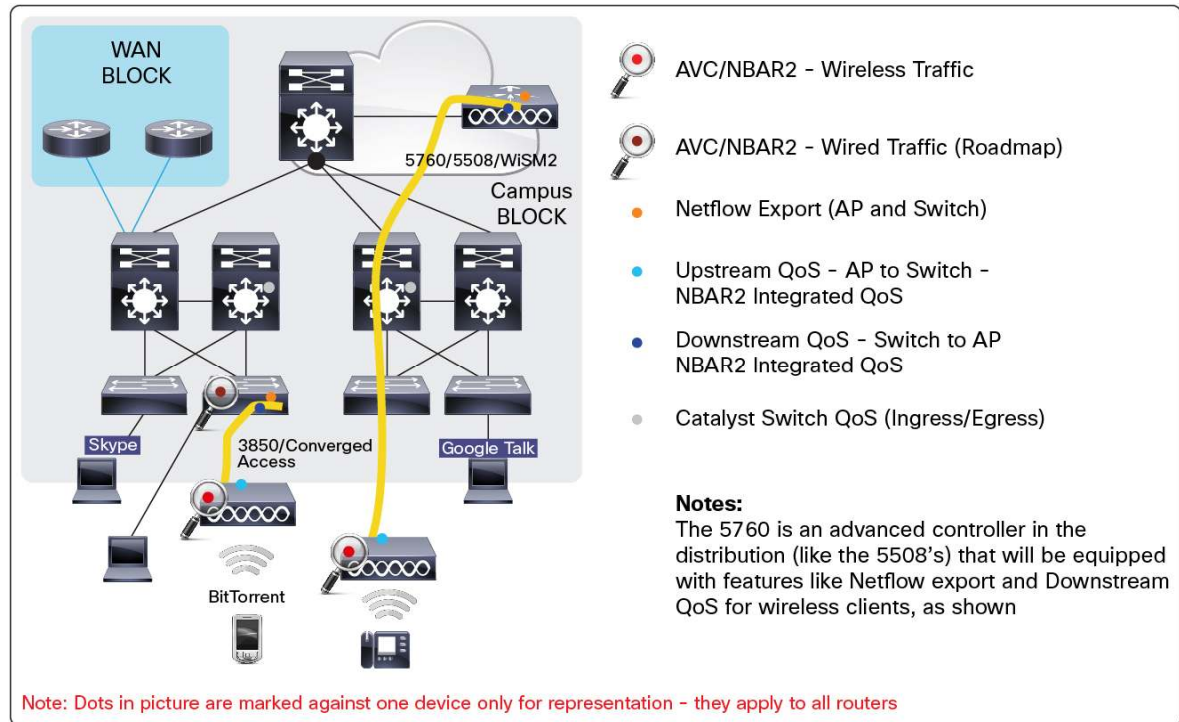 WAN
BLOCK
5760/5508/WiSM2
Campus
BLOCK
Skype
3850/Converged
Access
Google Talk
BitTorrent
AVC/NBAR2 - Wireless Traffic
AVC/NBAR2 - Wired Traffic (Roadmap)
Netflow Export (AP and Switch)
Upstream QoS - AP to Switch -
NBAR2 Integrated QoS
Downstream QoS - Switch to AP
NBAR2 Integrated QoS
Catalyst Switch QoS (Ingress/Egress)
Notes:
The 5760 is an advanced controller in the
distribution (like the 5508's) that will be equipped
with features like Netflow export and Downstream
QoS for wireless clients, as shown
Note: Dots in picture are marked against one device only for representation - they apply to all routers